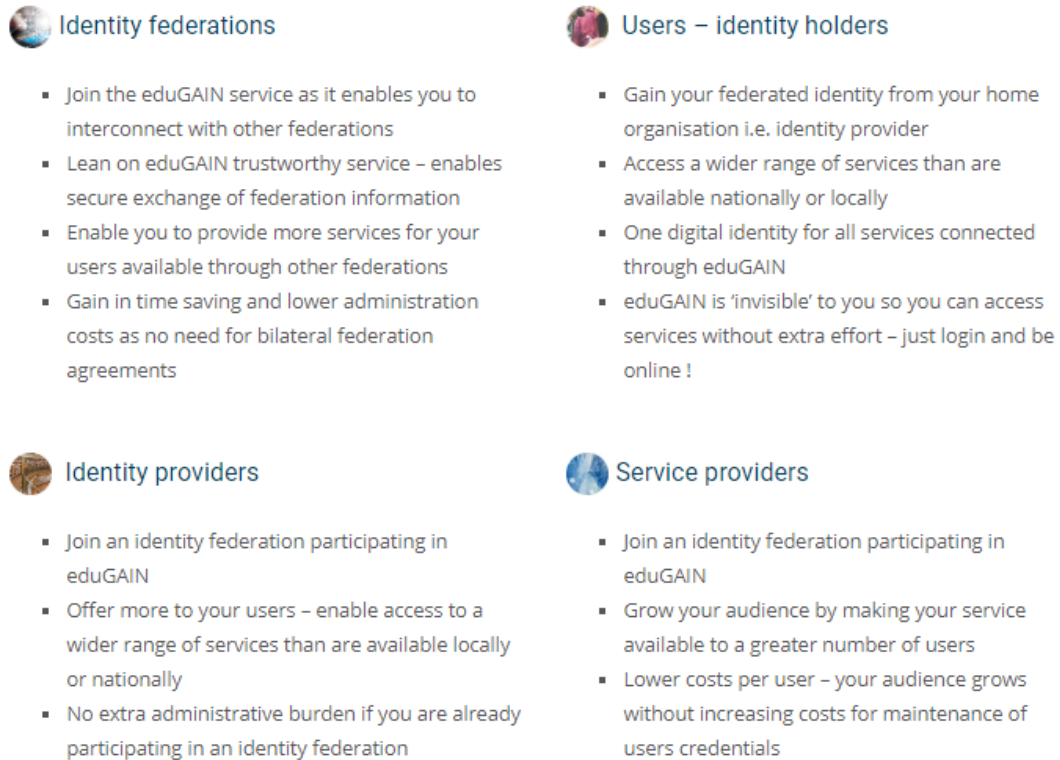 Identity federations
▪ Join the eduGAIN service as it enables you to
interconnect with other federations
▪ Lean on eduGAIN trustworthy service – enables
secure exchange of federation information
▪ Enable you to provide more services for your
users available through other federations
▪ Gain in time saving and lower administration
costs as no need for bilateral federation
agreements
Users – identity holders
▪ Gain your federated identity from your home
organisation i.e. identity provider
▪ Access a wider range of services than are
available nationally or locally
▪ One digital identity for all services connected
through eduGAIN
▪ eduGAIN is ‘invisible’ to you so you can access
services without extra effort – just login and be
online !
Identity providers
▪ Join an identity federation participating in
eduGAIN
▪ Offer more to your users – enable access to a
wider range of services than are available locally
or nationally
▪ No extra administrative burden if you are already
participating in an identity federation
Service providers
▪ Join an identity federation participating in
eduGAIN
▪ Grow your audience by making your service
available to a greater number of users
▪ Lower costs per user – your audience grows
without increasing costs for maintenance of
users credentials